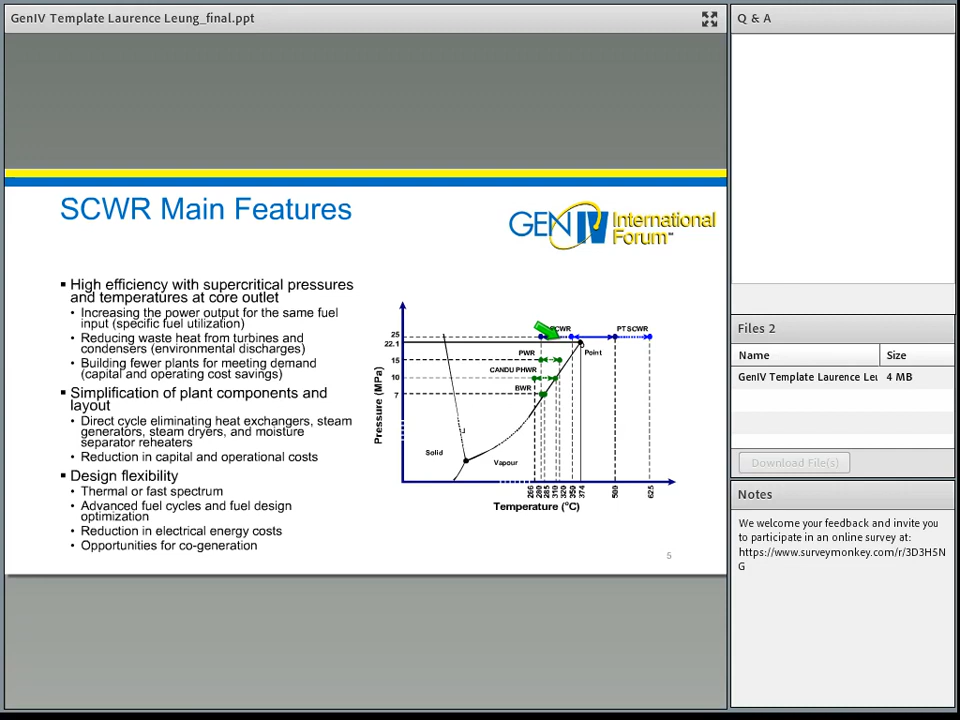 GenIV Template Laurence Leung_final.ppt
SCWR Main Features
GEN IV International
Forum™
▪ High efficiency with supercritical pressures
and temperatures at core outlet
• Increasing the power output for the same fuel
input (specific fuel utilization)
• Reducing waste heat from turbines and
condensers (environmental discharges)
• Building fewer plants for meeting demand
(capital and operating cost savings)
▪ Simplification of plant components and
layout
• Direct cycle eliminating heat exchangers, steam
generators, steam dryers, and moisture
separator reheaters
• Reduction in capital and operational costs
▪ Design flexibility
• Thermal or fast spectrum
• Advanced fuel cycles and fuel design
optimization
• Reduction in electrical energy costs
• Opportunities for co-generation
Pressure (MPa)
25
22.1
15
10
7
PT SCWR
Point
PWR
CANDU PHWR
BWR
Solid
Vapour
266
280
285
310
320
350
374
500
625
Temperature (°C)
5
Q & A
Files 2
Name Size
GenIV Template Laurence Leu 4 MB
Download File(s)
Notes
We welcome your feedback and invite you
to participate in an online survey at:
https://www.surveymonkey.com/r/3D3H5N
G